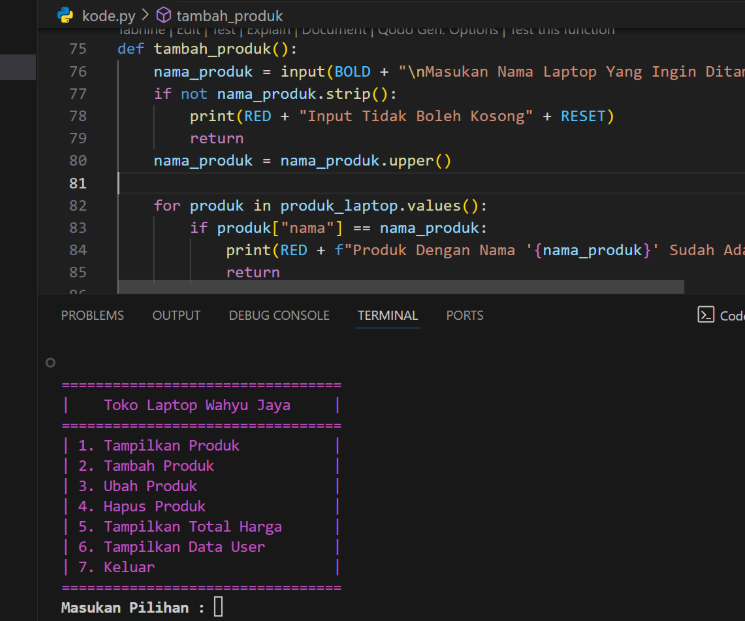 kode.py > tambah_produk
Tabnine | Edit | Test | Explain | Document | Qodo Gen: Options | Test this function
75 def tambah_produk():
76 nama_produk = input(BOLD + "\nMasukan Nama Laptop Yang Ingin Ditam
77 if not nama_produk.strip():
78 print(RED + "Input Tidak Boleh Kosong" + RESET)
79 return
80 nama_produk = nama_produk.upper()
81
82 for produk in produk_laptop.values():
83 if produk["nama"] == nama_produk:
84 print(RED + f"Produk Dengan Nama '{nama_produk}' Sudah Ada
85 return
86
PROBLEMS OUTPUT DEBUG CONSOLE TERMINAL PORTS Code
=================================
| Toko Laptop Wahyu Jaya |
=================================
| 1. Tampilkan Produk |
| 2. Tambah Produk |
| 3. Ubah Produk |
| 4. Hapus Produk |
| 5. Tampilkan Total Harga |
| 6. Tampilkan Data User |
| 7. Keluar |
=================================
Masukan Pilihan :